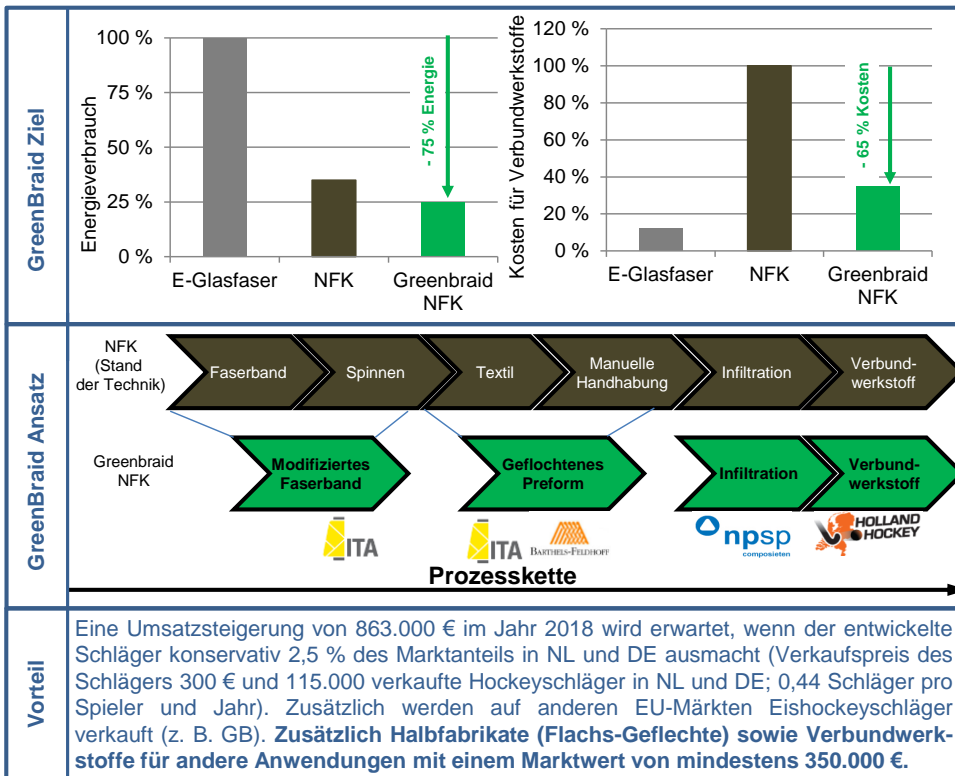 GreenBraid Ziel
Energieverbrauch
100 %
75 %
50 %
25 %
0 %
- 75 % Energie
E-Glasfaser
NFK
Greenbraid
NFK
Kosten für Verbundwerkstoffe
120 %
100 %
80 %
60 %
40 %
20 %
0 %
- 65 % Kosten
E-Glasfaser
NFK
Greenbraid
NFK
GreenBraid Ansatz
NFK
(Stand
der Technik)
Faserband
Spinnen
Textil
Manuelle
Handhabung
Infiltration
Verbund-
werkstoff
Greenbraid
NFK
Modifiziertes
Faserband
Geflochtenes
Preform
Infiltration
Verbund-
werkstoff
ITA
ITA
BARTHELS-FELDHOFF
npsp
composieten
HOLLAND
HOCKEY
Prozesskette
Vorteil
Eine Umsatzsteigerung von 863.000 € im Jahr 2018 wird erwartet, wenn der entwickelte
Schläger konservativ 2,5 % des Marktanteils in NL und DE ausmacht (Verkaufspreis des
Schlägers 300 € und 115.000 verkaufte Hockeyschläger in NL und DE; 0,44 Schläger pro
Spieler und Jahr). Zusätzlich werden auf anderen EU-Märkten Eishockeyschläger
verkauft (z. B. GB). Zusätzlich Halbfabrikate (Flachs-Geflechte) sowie Verbundwerk-
stoffe für andere Anwendungen mit einem Marktwert von mindestens 350.000 €.